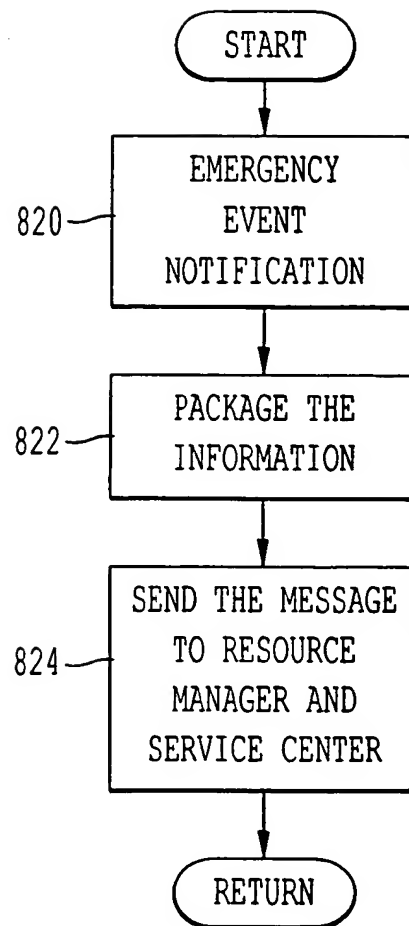 START
820
EMERGENCY
EVENT
NOTIFICATION
822
PACKAGE THE
INFORMATION
824
SEND THE MESSAGE
TO RESOURCE
MANAGER AND
SERVICE CENTER
RETURN